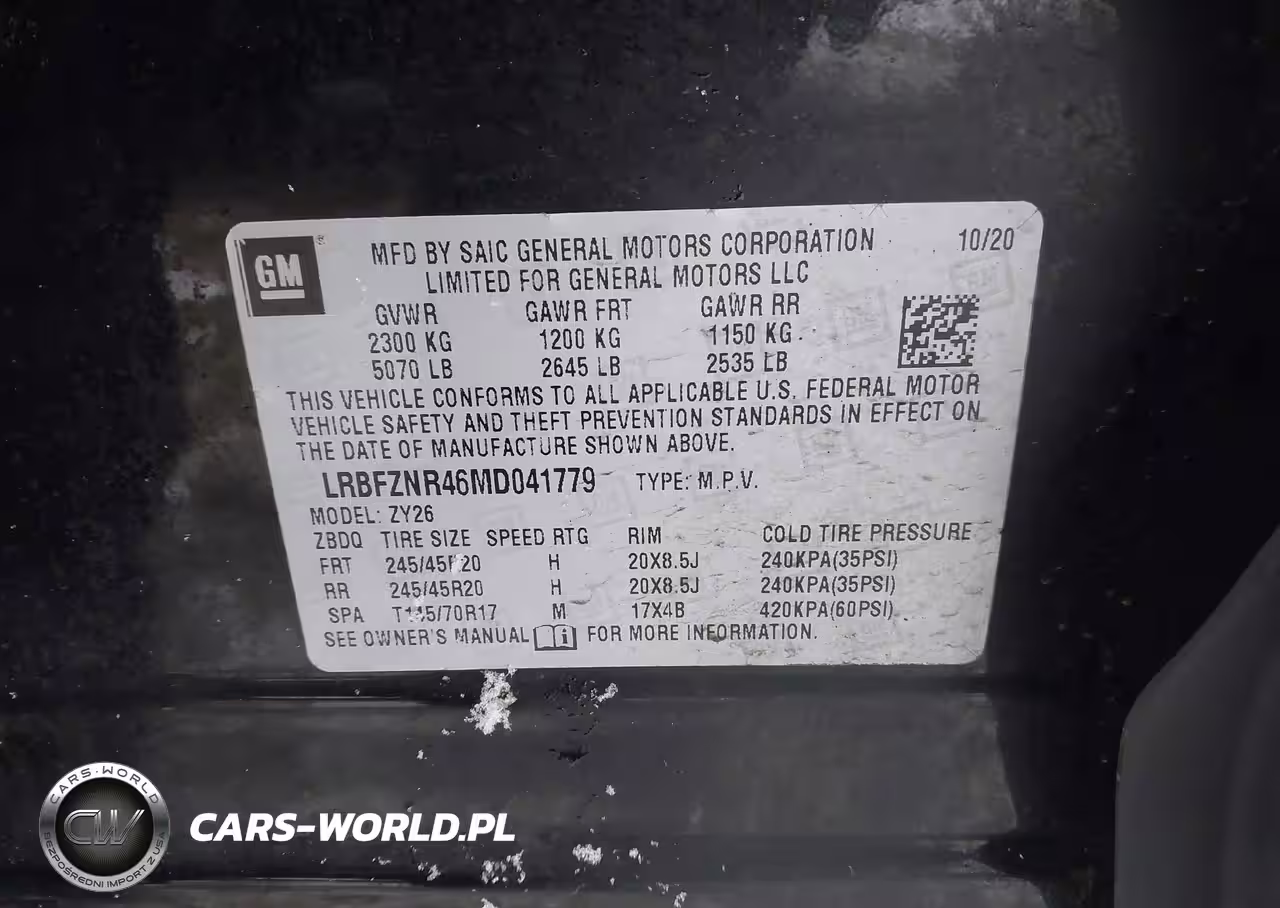 GM
MFD BY SAIC GENERAL MOTORS CORPORATION 10/20
LIMITED FOR GENERAL MOTORS LLC
GVWR GAWR FRT GAWR RR
2300 KG 1200 KG 1150 KG
5070 LB 2645 LB 2535 LB
THIS VEHICLE CONFORMS TO ALL APPLICABLE U.S. FEDERAL MOTOR
VEHICLE SAFETY AND THEFT PREVENTION STANDARDS IN EFFECT ON
THE DATE OF MANUFACTURE SHOWN ABOVE.
LRBFZNR46MD041779 TYPE: M.P.V.
MODEL: ZY26
ZBDQ TIRE SIZE SPEED RTG RIM COLD TIRE PRESSURE
FRT 245/45R20 H 20X8.5J 240KPA(35PSI)
RR 245/45R20 H 20X8.5J 240KPA(35PSI)
SPA M 17X4B 420KPA(60PSI)
SEE OWNER'S MANUAL FOR MORE INFORMATION.
CARS-WORLD
CW
BEZPOŚREDNI IMPORT Z USA
CARS-WORLD.PL